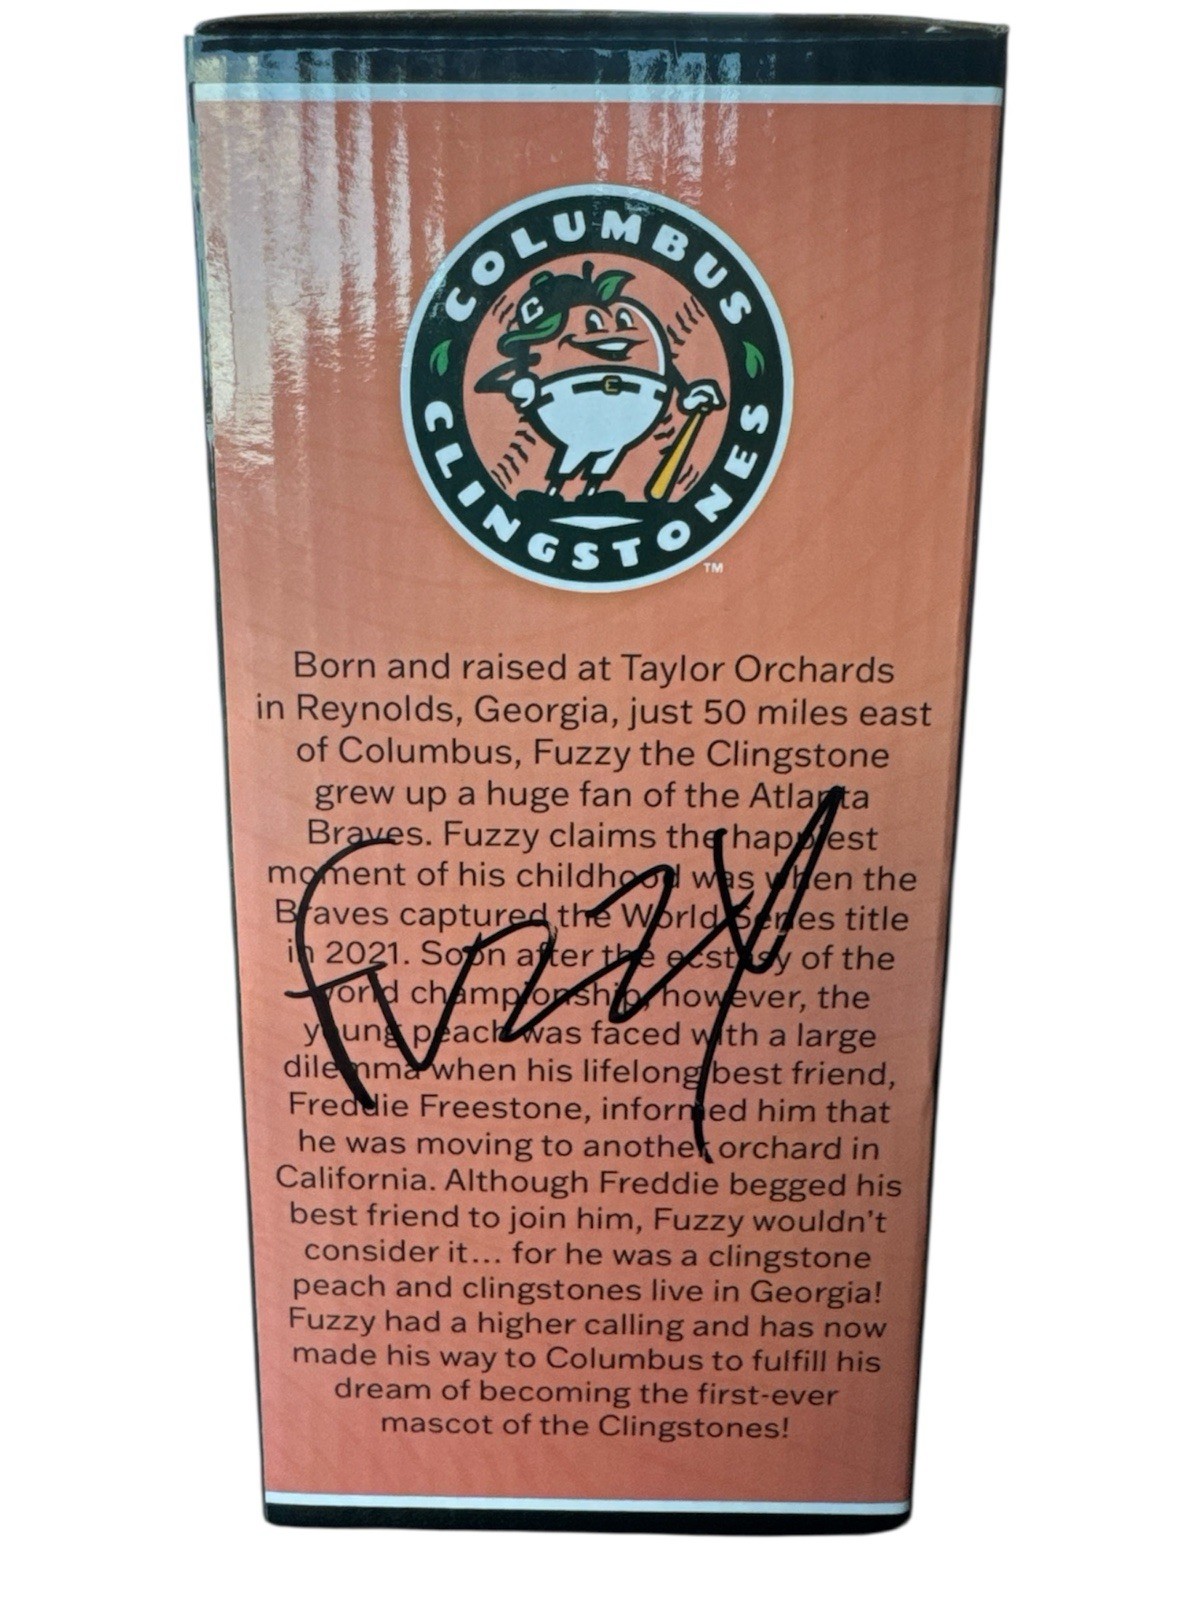 COLUMBUS
C
C
CLINGSTONES
TM
Born and raised at Taylor Orchards
in Reynolds, Georgia, just 50 miles east
of Columbus, Fuzzy the Clingstone
grew up a huge fan of the Atlanta
Braves. Fuzzy claims the happiest
moment of his childhood was when the
Braves captured the World Series title
in 2021. Soon after the ecstasy of the
world championship, however, the
young peach was faced with a large
dilemma when his lifelong best friend,
Freddie Freestone, informed him that
he was moving to another orchard in
California. Although Freddie begged his
best friend to join him, Fuzzy wouldn't
consider it... for he was a clingstone
peach and clingstones live in Georgia!
Fuzzy had a higher calling and has now
made his way to Columbus to fulfill his
dream of becoming the first-ever
mascot of the Clingstones!
Fuzzy